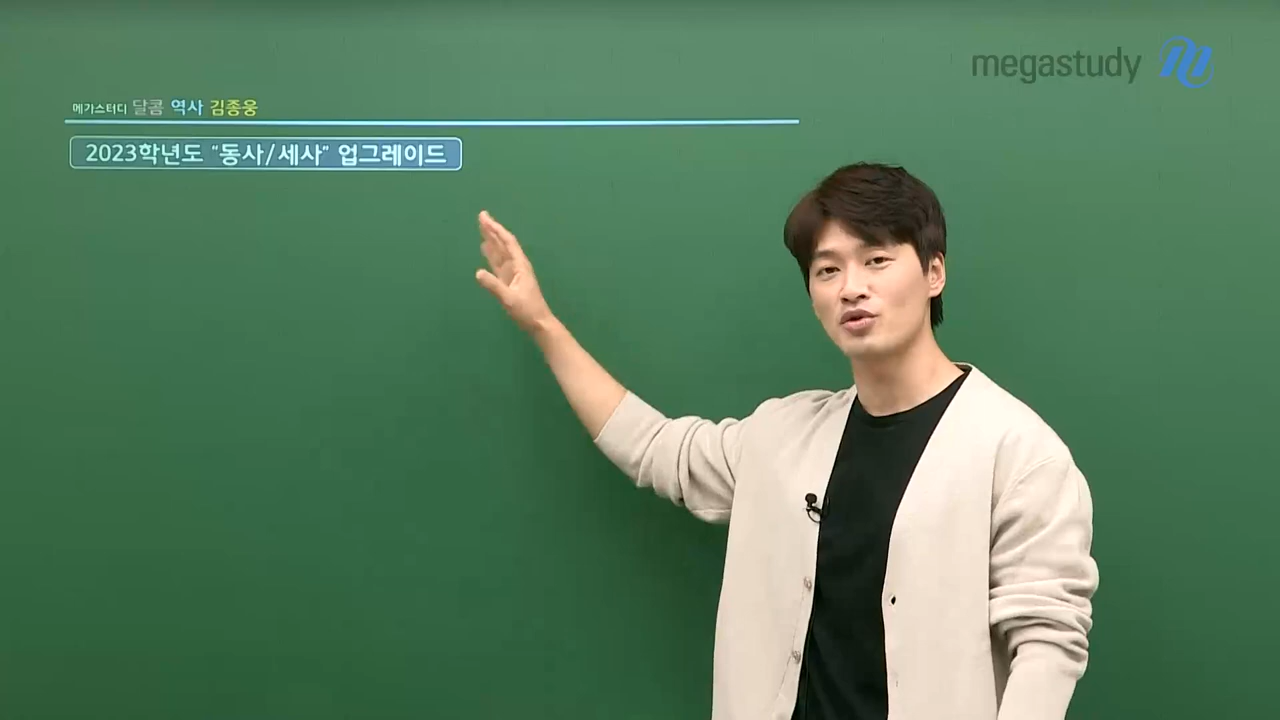 megastudy
메가스터디 달콤 역사 김종웅
2023학년도 "동사/세사" 업그레이드